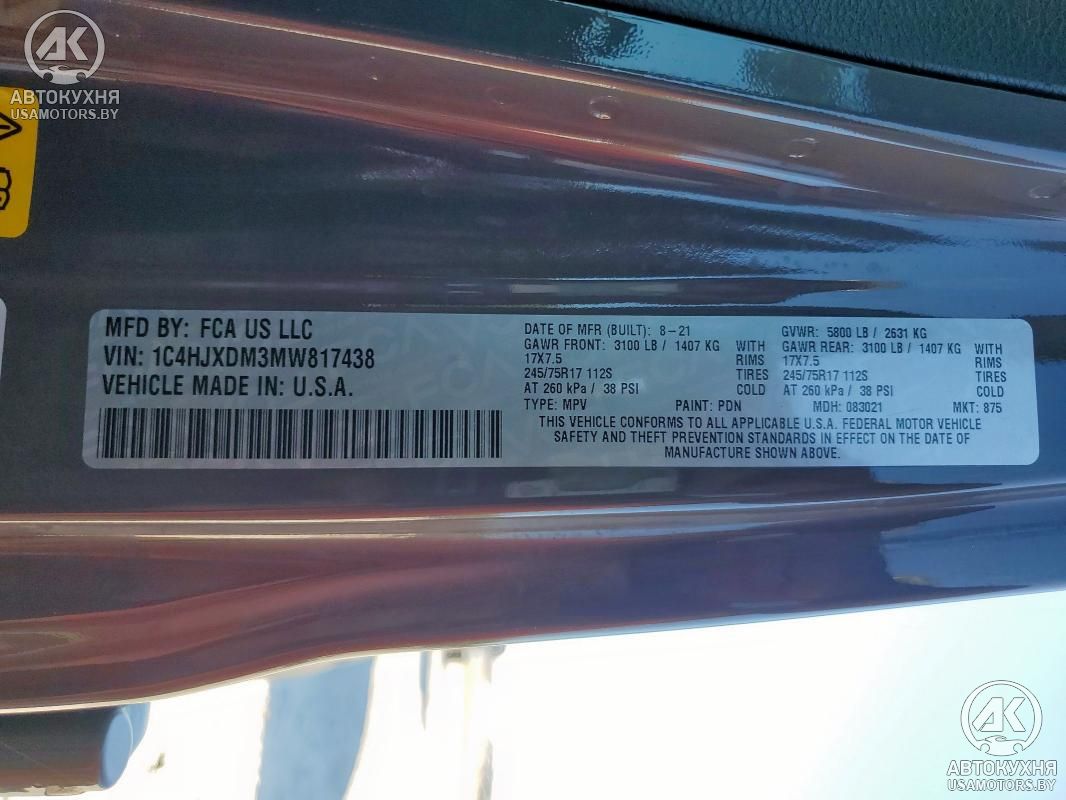 AK
АВТОКУХНЯ
USAMOTORS.BY
MFD BY: FCA US LLC
VIN: 1C4HJXDM3MW817438
VEHICLE MADE IN: U.S.A.
DATE OF MFR (BUILT): 8-21 GVWR: 5800 LB / 2631 KG
GAWR FRONT: 3100 LB / 1407 KG WITH GAWR REAR: 3100 LB / 1407 KG WITH
17X7.5 RIMS 17X7.5 RIMS
245/75R17 112S TIRES 245/75R17 112S TIRES
AT 260 kPa / 38 PSI COLD AT 260 kPa / 38 PSI COLD
TYPE: MPV PAINT: PDN MDH: 083021 MKT: 875
THIS VEHICLE CONFORMS TO ALL APPLICABLE U.S.A. FEDERAL MOTOR VEHICLE
SAFETY AND THEFT PREVENTION STANDARDS IN EFFECT ON THE DATE OF
MANUFACTURE SHOWN ABOVE.
AK
АВТОКУХНЯ
USAMOTORS.BY